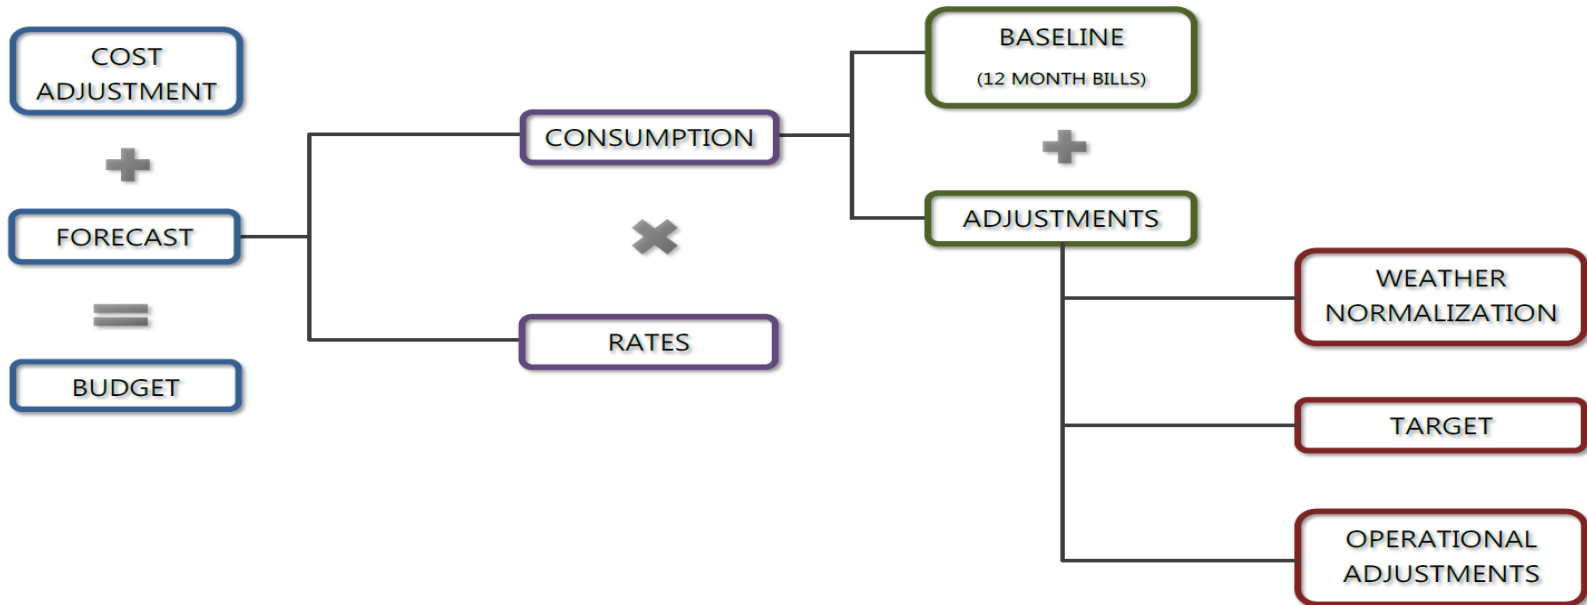 COST
ADJUSTMENT
FORECAST
BUDGET
CONSUMPTION
RATES
BASELINE
(12 MONTH BILLS)
ADJUSTMENTS
WEATHER
NORMALIZATION
TARGET
OPERATIONAL
ADJUSTMENTS